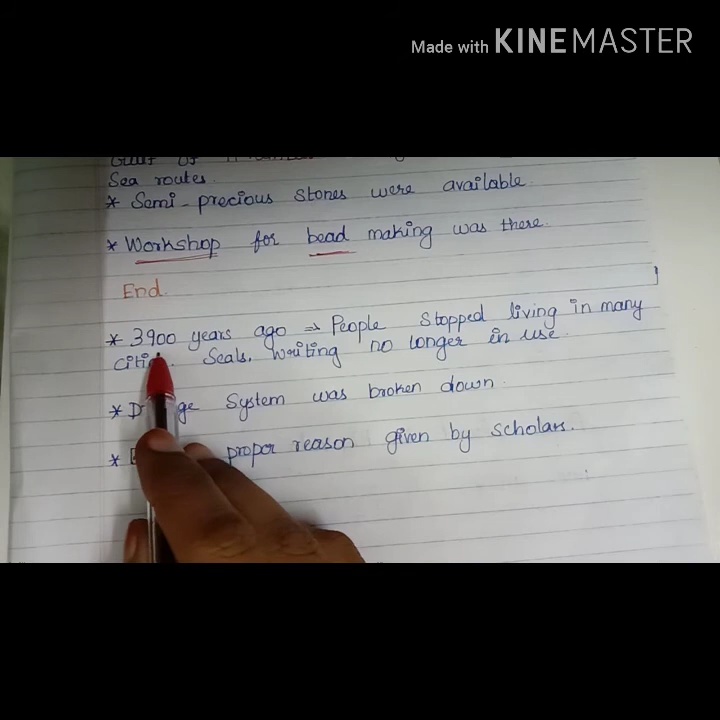 Made with KINEMASTER
Gulf of
Sea routes.
* Semi-precious stones were available.
* Workshop for bead making was there.
End.
* 3900 years ago ⇒ People stopped living in many
Seals, writing no longer in use.
* System was broken down.
* proper reason given by scholars.